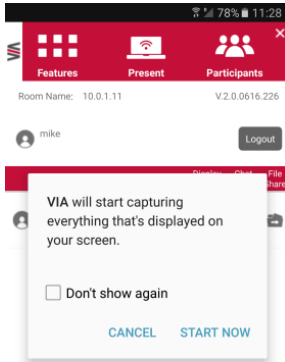 78% 11:28
Features Present Participants
Room Name: 10.0.1.11 V.2.0.0616.226
mike
Logout
Display Chat File
Share
VIA will start capturing
everything that's displayed on
your screen.
Don't show again
CANCEL START NOW